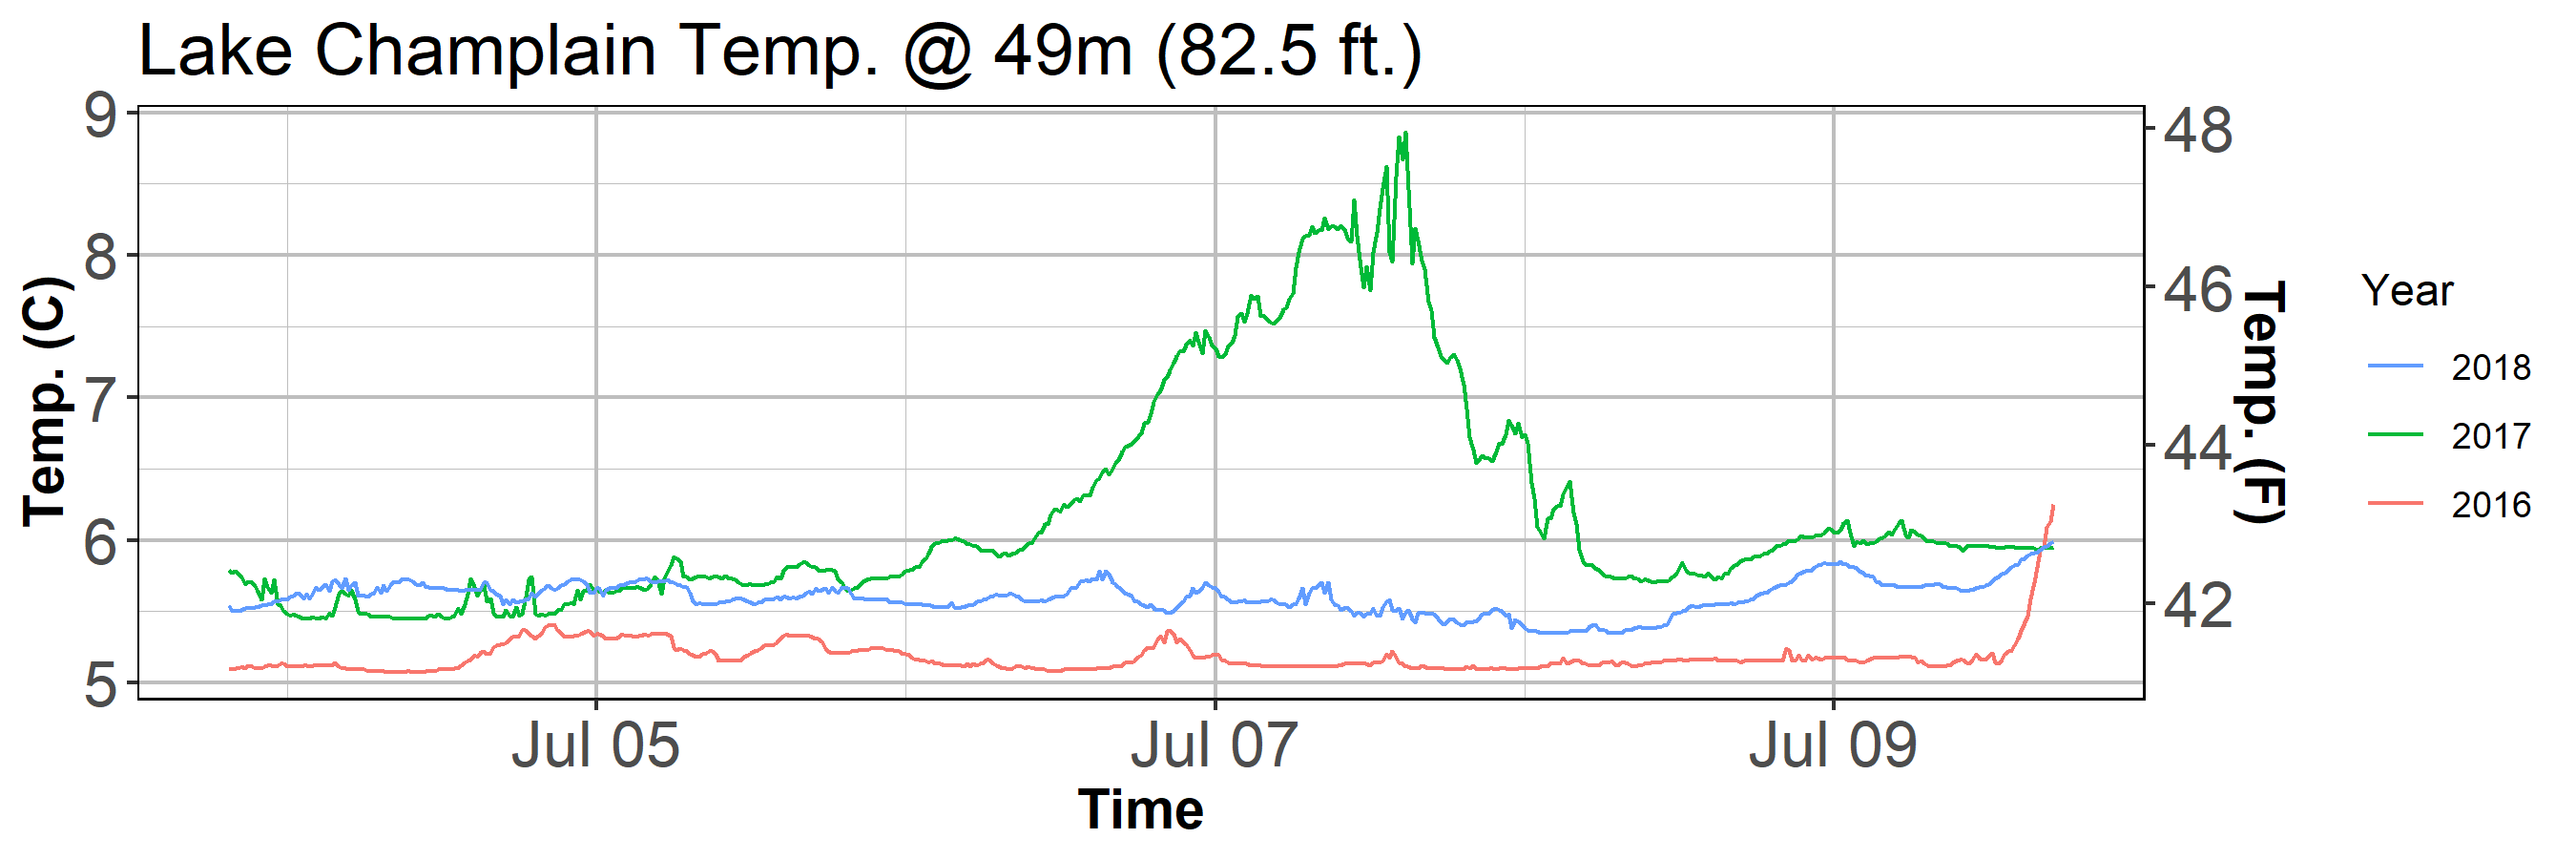 Lake Champlain Temp. @ 49m (82.5 ft.)
9
8
7
6
5
Temp. (C)
48
46
44
42
Temp. (F)
Jul 05
Jul 07
Jul 09
Time
Year
2018
2017
2016